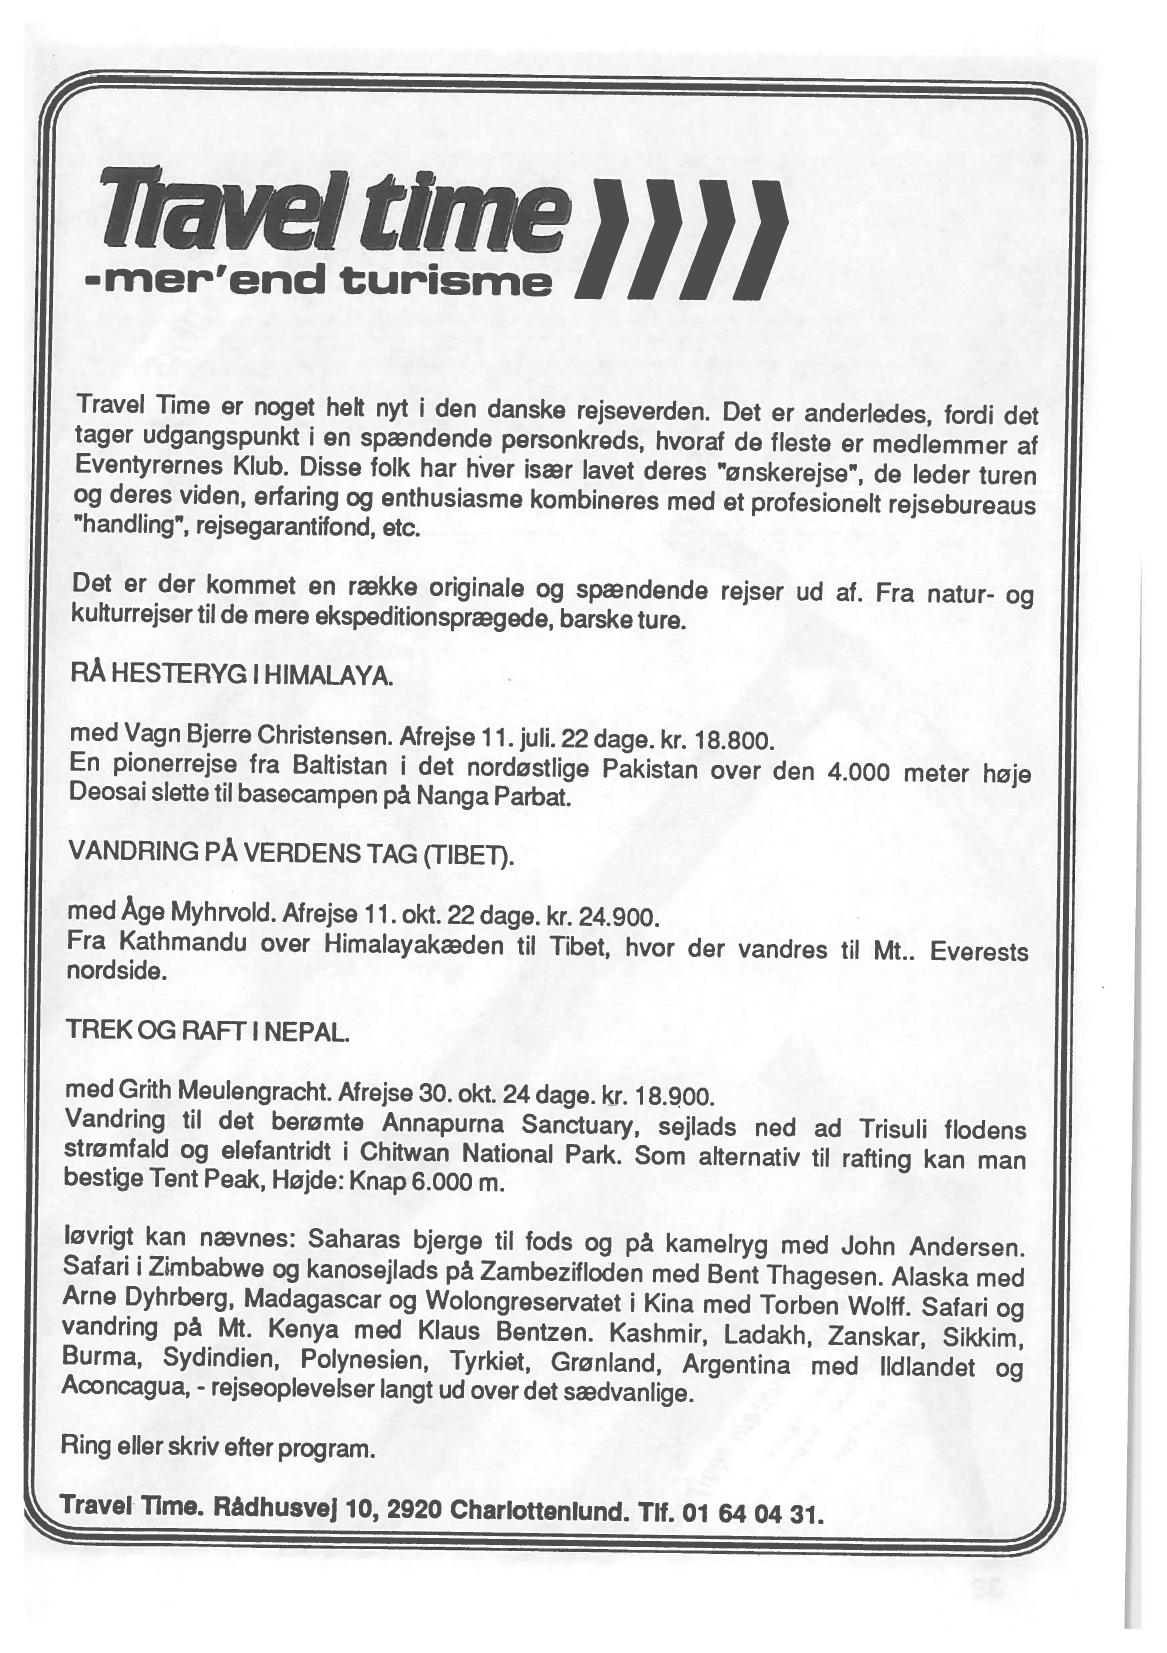 Travel time
-mer'end turisme
Travel Time er noget helt nyt i den danske rejseverden. Det er anderledes, fordi det
tager udgangspunkt i en spændende personkreds, hvoraf de fleste er medlemmer af
Eventyrernes Klub. Disse folk har hver især lavet deres "ønskerejse", de leder turen
og deres viden, erfaring og enthusiasme kombineres med et profesionelt rejsebureaus
"handling", rejsegarantifond, etc.
Det er der kommet en række originale og spændende rejser ud af. Fra natur- og
kulturrejser til de mere ekspeditionsprægede, barske ture.
RÅ HESTERYG I HIMALAYA.
med Vagn Bjerre Christensen. Afrejse 11. juli. 22 dage. kr. 18.800.
En pionerrejse fra Baltistan i det nordøstlige Pakistan over den 4.000 meter høje
Deosai slette til basecampen på Nanga Parbat.
VANDRING PÅ VERDENS TAG (TIBET).
med Åge Myhrvold. Afrejse 11. okt. 22 dage. kr. 24.900.
Fra Kathmandu over Himalayakæden til Tibet, hvor der vandres til Mt.. Everests
nordside.
TREK OG RAFT I NEPAL.
med Grith Meulengracht. Afrejse 30. okt. 24 dage. kr. 18.900.
Vandring til det berømte Annapurna Sanctuary, sejlads ned ad Trisuli flodens
strømfald og elefantridt i Chitwan National Park. Som alternativ til rafting kan man
bestige Tent Peak, Højde: Knap 6.000 m.
Iøvrigt kan nævnes: Saharas bjerge til fods og på kamelryg med John Andersen.
Safari i Zimbabwe og kanosejlads på Zambezifloden med Bent Thagesen. Alaska med
Arne Dyhrberg, Madagascar og Wolongreservatet i Kina med Torben Wolff. Safari og
vandring på Mt. Kenya med Klaus Bentzen. Kashmir, Ladakh, Zanskar, Sikkim,
Burma, Sydindien, Polynesien, Tyrkiet, Grønland, Argentina med Ildlandet og
Aconcagua, - rejseoplevelser langt ud over det sædvanlige.
Ring eller skriv efter program.
Travel Time. Rådhusvej 10, 2920 Charlottenlund. Tlf. 01 64 04 31.